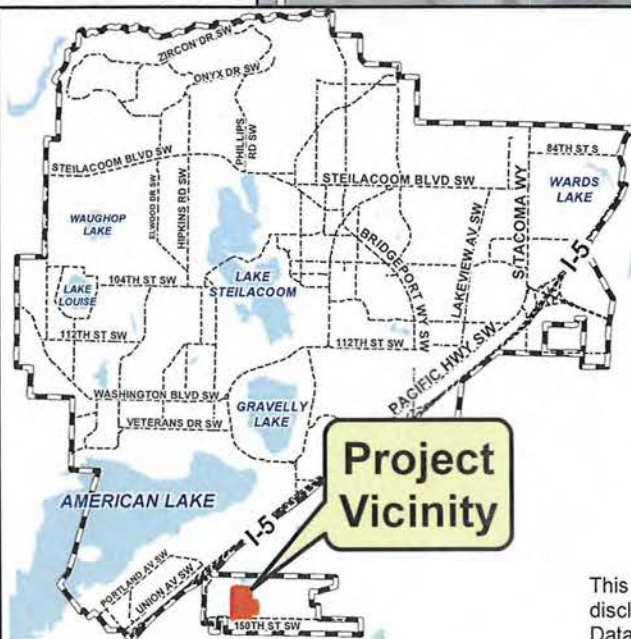 ZIRCON DR SW
ONYX DR SW
PHILLIPS
RD SW
84TH ST S
STEILACOOM BLVD SW
STEILACOOM BLVD SW
WARDS
LAKE
ELWOOD DR SW
HIPKINS RD SW
SITACOMA WY
WAUGHOP
LAKE
BRIDGEPORT WY SW
LAKEVIEW AV SW
I-5
LAKE
LOUISE
104TH ST SW
LAKE
STEILACOOM
112TH ST SW
112TH ST SW
PACIFIC HWY SW
WASHINGTON BLVD SW
GRAVELLY
LAKE
VETERANS DR SW
Project
Vicinity
AMERICAN LAKE
I-5
PORTLAND AV SW
UNION AV SW
150TH ST SW
This
discl
Data